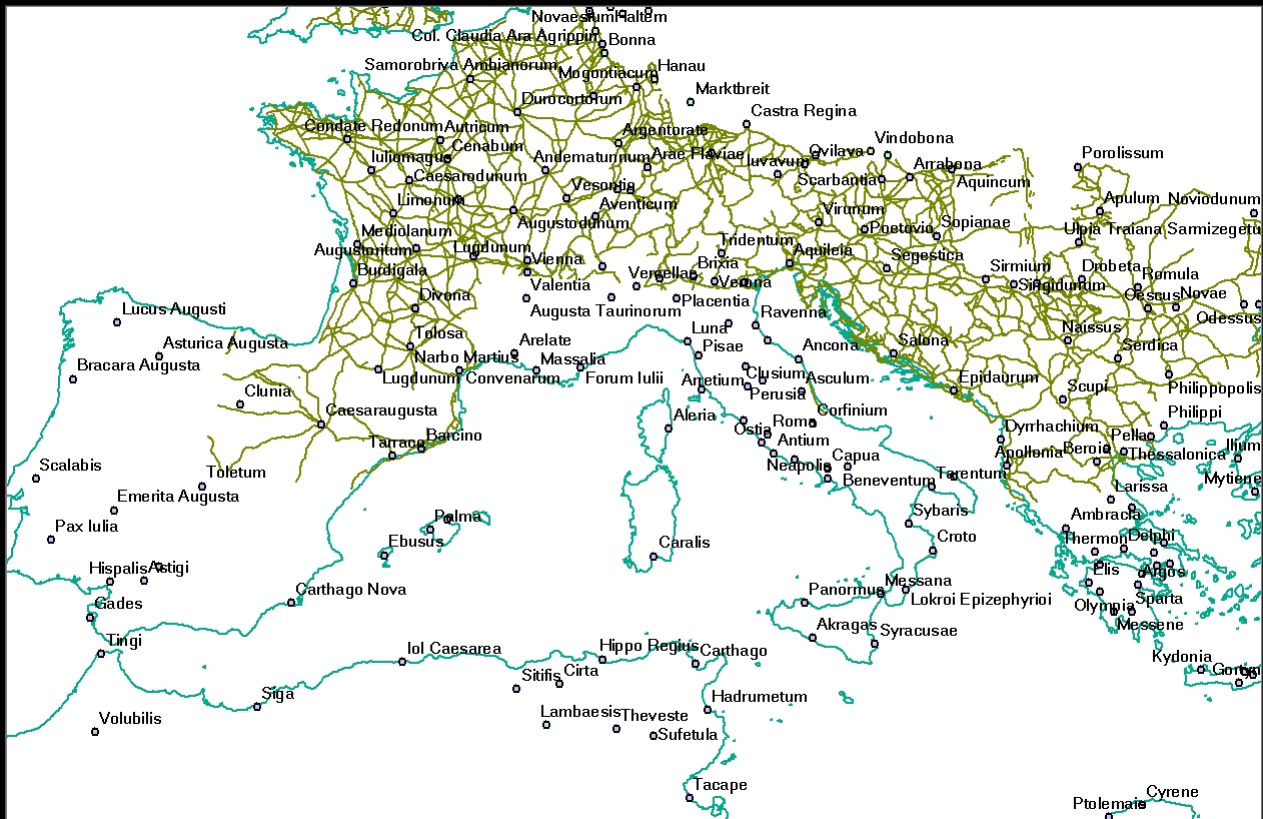 Novaesium
Haltern
Col. Claudia Ara Agrippin
Bonna
Samorobriva Ambianorum
Mogontiacum
Hanau
Marktbreit
Durocortorum
Castra Regina
Condate Redonum
Autricum
Argentorate
Vindobona
Cenabum
Iuliomagus
Andematunnum
Arae Flaviae
Iuvavum
Ovilava
Arrabona
Porolissum
Caesarodunum
Vesontio
Scarbantia
Aquincum
Limonum
Aventicum
Augustodunum
Virunum
Poetovio
Sopianae
Apulum
Noviodunum
Mediolanum
Ulpia Traiana Sarmizegetu
Augustoritum
Lugdunum
Vienna
Tridentum
Aquileia
Segestica
Burdigala
Vercellae
Brixia
Verona
Sirmium
Drobeta
Romula
Valentia
Singidunum
Divona
Augusta Taurinorum
Placentia
Oescus
Novae
Lucus Augusti
Ravenna
Odessus
Tolosa
Luna
Naissus
Asturica Augusta
Arelate
Pisae
Ancona
Salona
Serdica
Bracara Augusta
Narbo Martius
Massalia
Lugdunum Convenarum
Forum Iulii
Arretium
Clusium
Asculum
Epidaurum
Scupi
Philippopolis
Clunia
Perusia
Caesaraugusta
Aleria
Roma
Corfinium
Philippi
Tarraco
Barcino
Ostia
Antium
Dyrrhachium
Pella
Ilium
Scalabis
Toletum
Neapolis
Capua
Apollonia
Beroia
Thessalonica
Emerita Augusta
Beneventum
Tarentum
Larissa
Mytiene
Pax Iulia
Palma
Sybaris
Ambracia
Ebusus
Caralis
Croto
Thermon
Delphi
Hispalis
Astigi
Elis
Argos
Carthago Nova
Panormus
Messana
Lokroi Epizephyrioi
Gades
Olympia
Sparta
Messene
Tingi
Akragas
Syracusae
Iol Caesarea
Hippo Regius
Carthago
Kydonia
Sitifis
Cirta
Siga
Hadrumetum
Volubilis
Lambaesis
Theveste
Sufetula
Tacape
Ptolemais
Cyrene